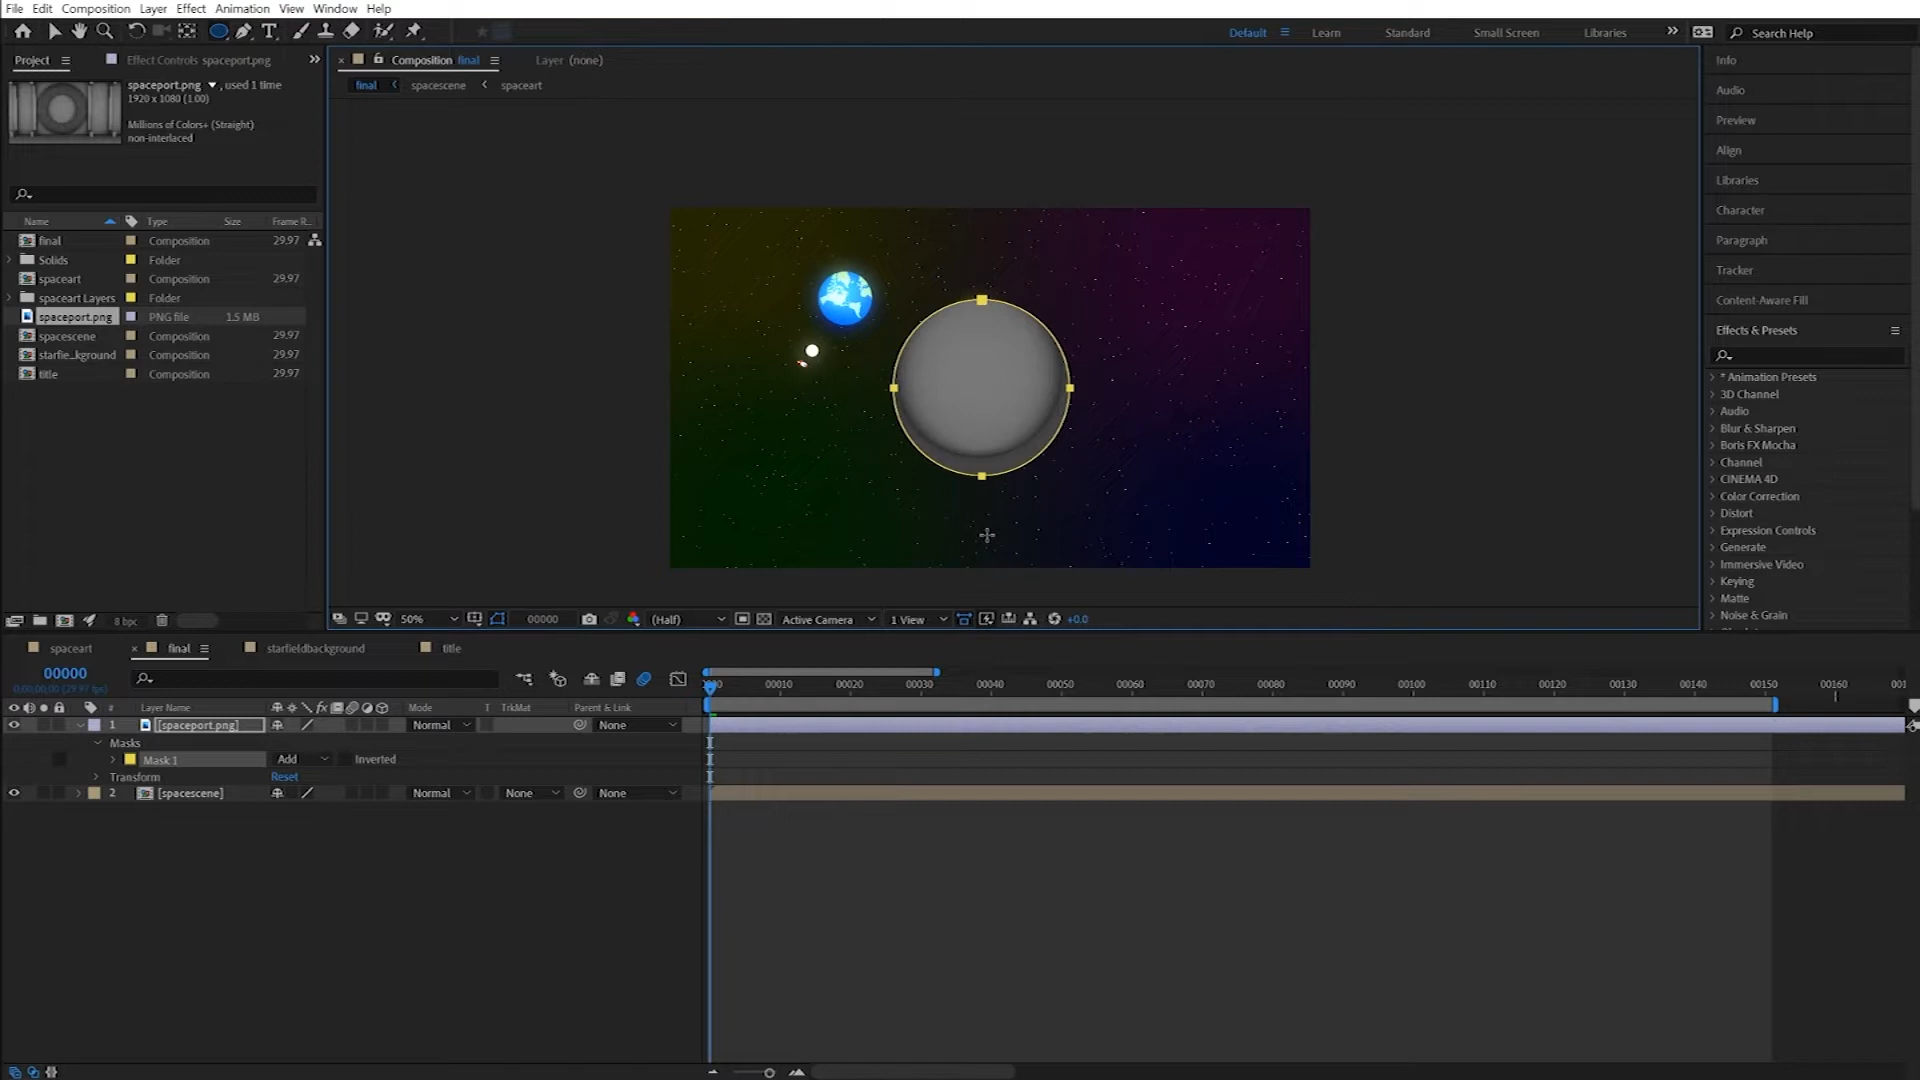 File Edit Composition Layer Effect Animation View Window Help
Default Learn Standard Small Screen Libraries Search Help
Project Effect Controls spaceport.png
Composition final Layer (none)
final spacescene spaceart
spaceport.png , used 1 time
1920 x 1080 (1.00)
Millions of Colors+ (Straight)
non-interlaced
Name Type Size Frame R...
final Composition 29.97
Solids Folder
spaceart Composition 29.97
spaceart Layers Folder
spaceport.png PNG file 1.5 MB
spacescene Composition 29.97
starfie...kground Composition 29.97
title Composition 29.97
8 bpc
50% 00000 (Half) Active Camera 1 View +0.0
Info
Audio
Preview
Align
Libraries
Character
Paragraph
Tracker
Content-Aware Fill
Effects & Presets
* Animation Presets
3D Channel
Audio
Blur & Sharpen
Boris FX Mocha
Channel
CINEMA 4D
Color Correction
Distort
Expression Controls
Generate
Immersive Video
Keying
Matte
Noise & Grain
spaceart final starfieldbackground title
00000
0;00;00;00 (29.97 fps)
00010 00020 00030 00040 00050 00060 00070 00080 00090 00100 00110 00120 00130 00140 00150 00160
# Layer Name Mode T TrkMat Parent & Link
1 [spaceport.png] Normal None
Masks
Mask 1 Add Inverted
Transform Reset
2 [spacescene] Normal None None